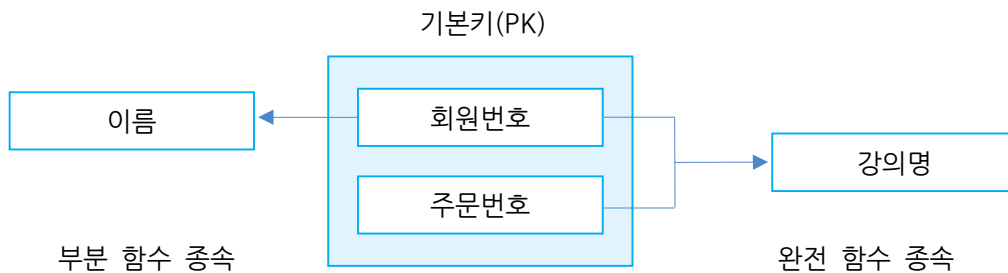 기본키(PK)
이름
회원번호
강의명
주문번호
부분 함수 종속
완전 함수 종속